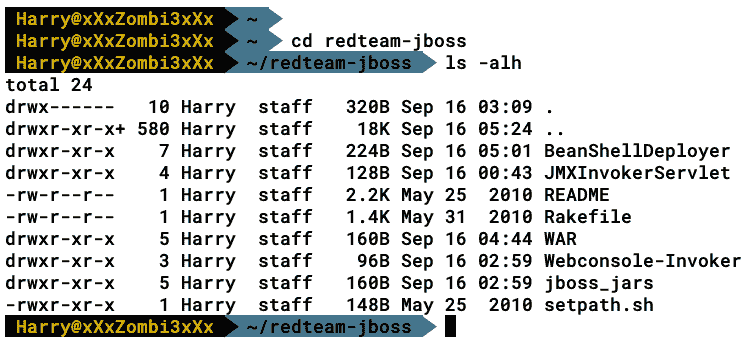 Harry@xXxZombi3xXx ~
Harry@xXxZombi3xXx ~ cd redteam-jboss
Harry@xXxZombi3xXx ~/redteam-jboss ls -alh
total 24
drwx------   10 Harry  staff   320B Sep 16 03:09 .
drwxr-xr-x+ 580 Harry  staff    18K Sep 16 05:24 ..
drwxr-xr-x    7 Harry  staff   224B Sep 16 05:01 BeanShellDeployer
drwxr-xr-x    4 Harry  staff   128B Sep 16 00:43 JMXInvokerServlet
-rw-r--r--    1 Harry  staff   2.2K May 25  2010 README
-rw-r--r--    1 Harry  staff   1.4K May 31  2010 Rakefile
drwxr-xr-x    5 Harry  staff   160B Sep 16 04:44 WAR
drwxr-xr-x    3 Harry  staff    96B Sep 16 02:59 Webconsole-Invoker
drwxr-xr-x    5 Harry  staff   160B Sep 16 02:59 jboss_jars
-rwxr-xr-x    1 Harry  staff   148B May 25  2010 setpath.sh
Harry@xXxZombi3xXx ~/redteam-jboss